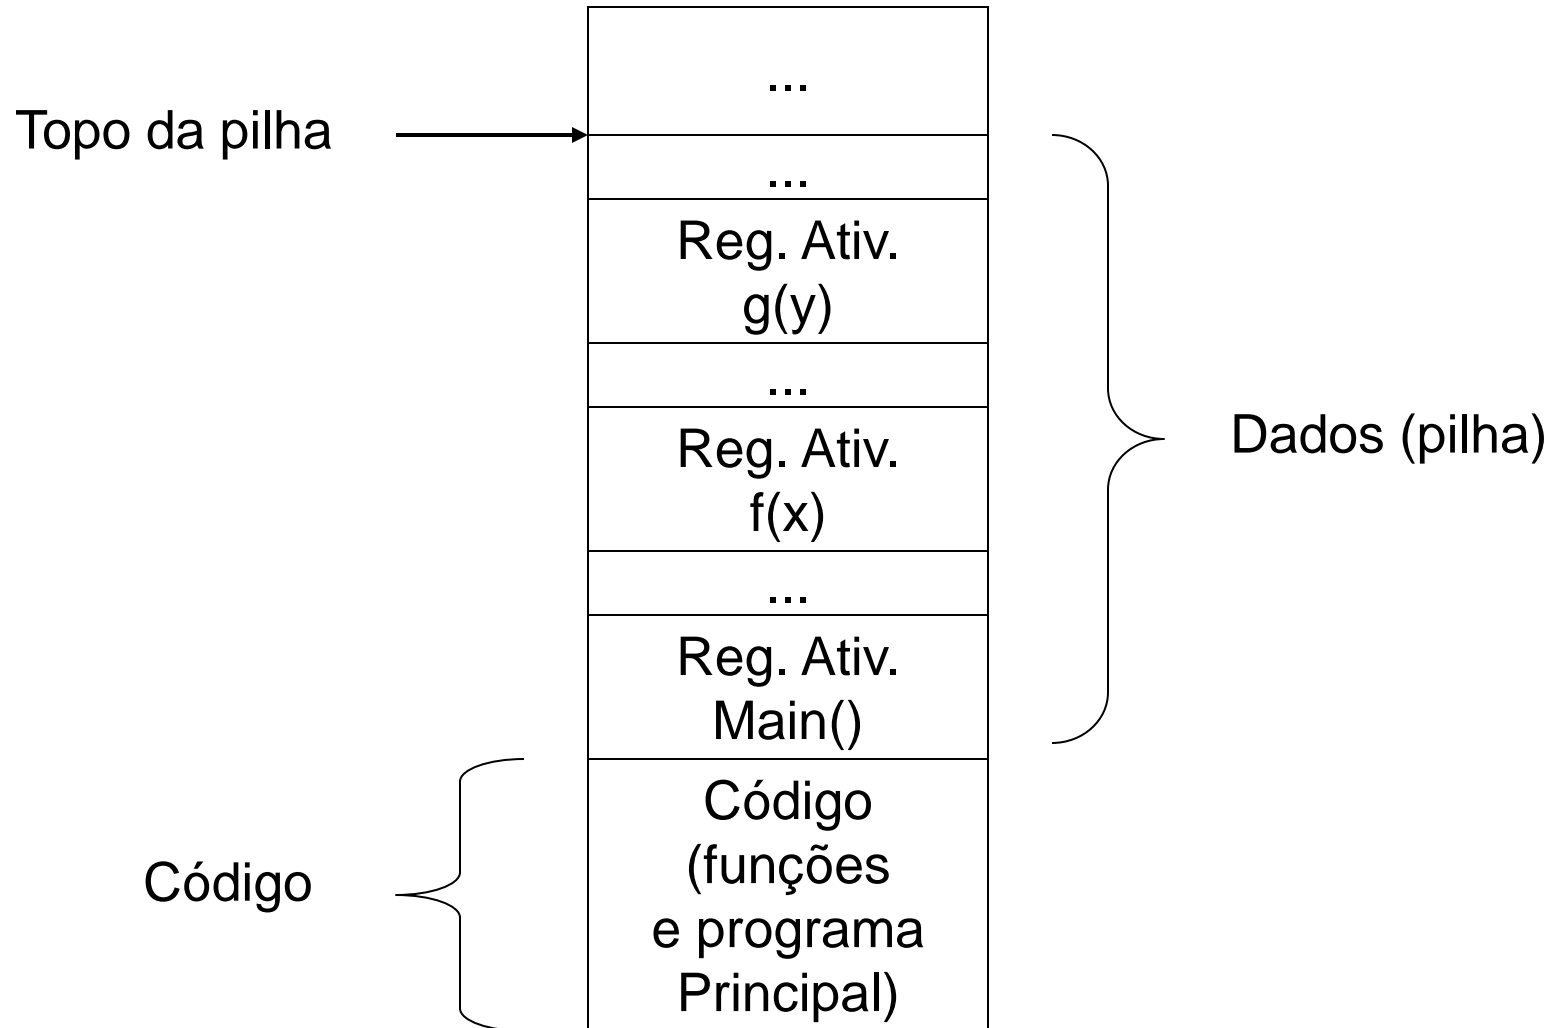 ...
Topo da pilha
...
Reg. Ativ.
g(y)
...
Reg. Ativ.
f(x)
Dados (pilha)
...
Reg. Ativ.
Main()
Código
Código
(funções
e programa
Principal)